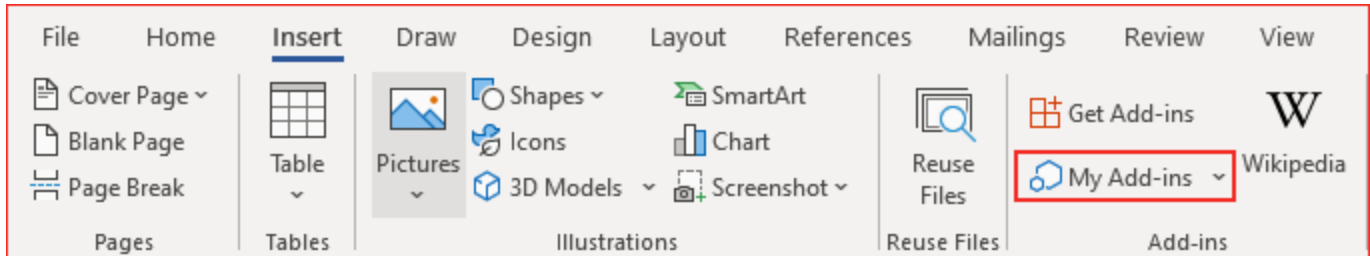 File Home Insert Draw Design Layout References Mailings Review View
Cover Page
Blank Page
Page Break
Pages
Table
Tables
Pictures
Shapes
Icons
3D Models
SmartArt
Chart
Screenshot
Illustrations
Reuse
Files
Reuse Files
Get Add-ins
My Add-ins
W
Wikipedia
Add-ins